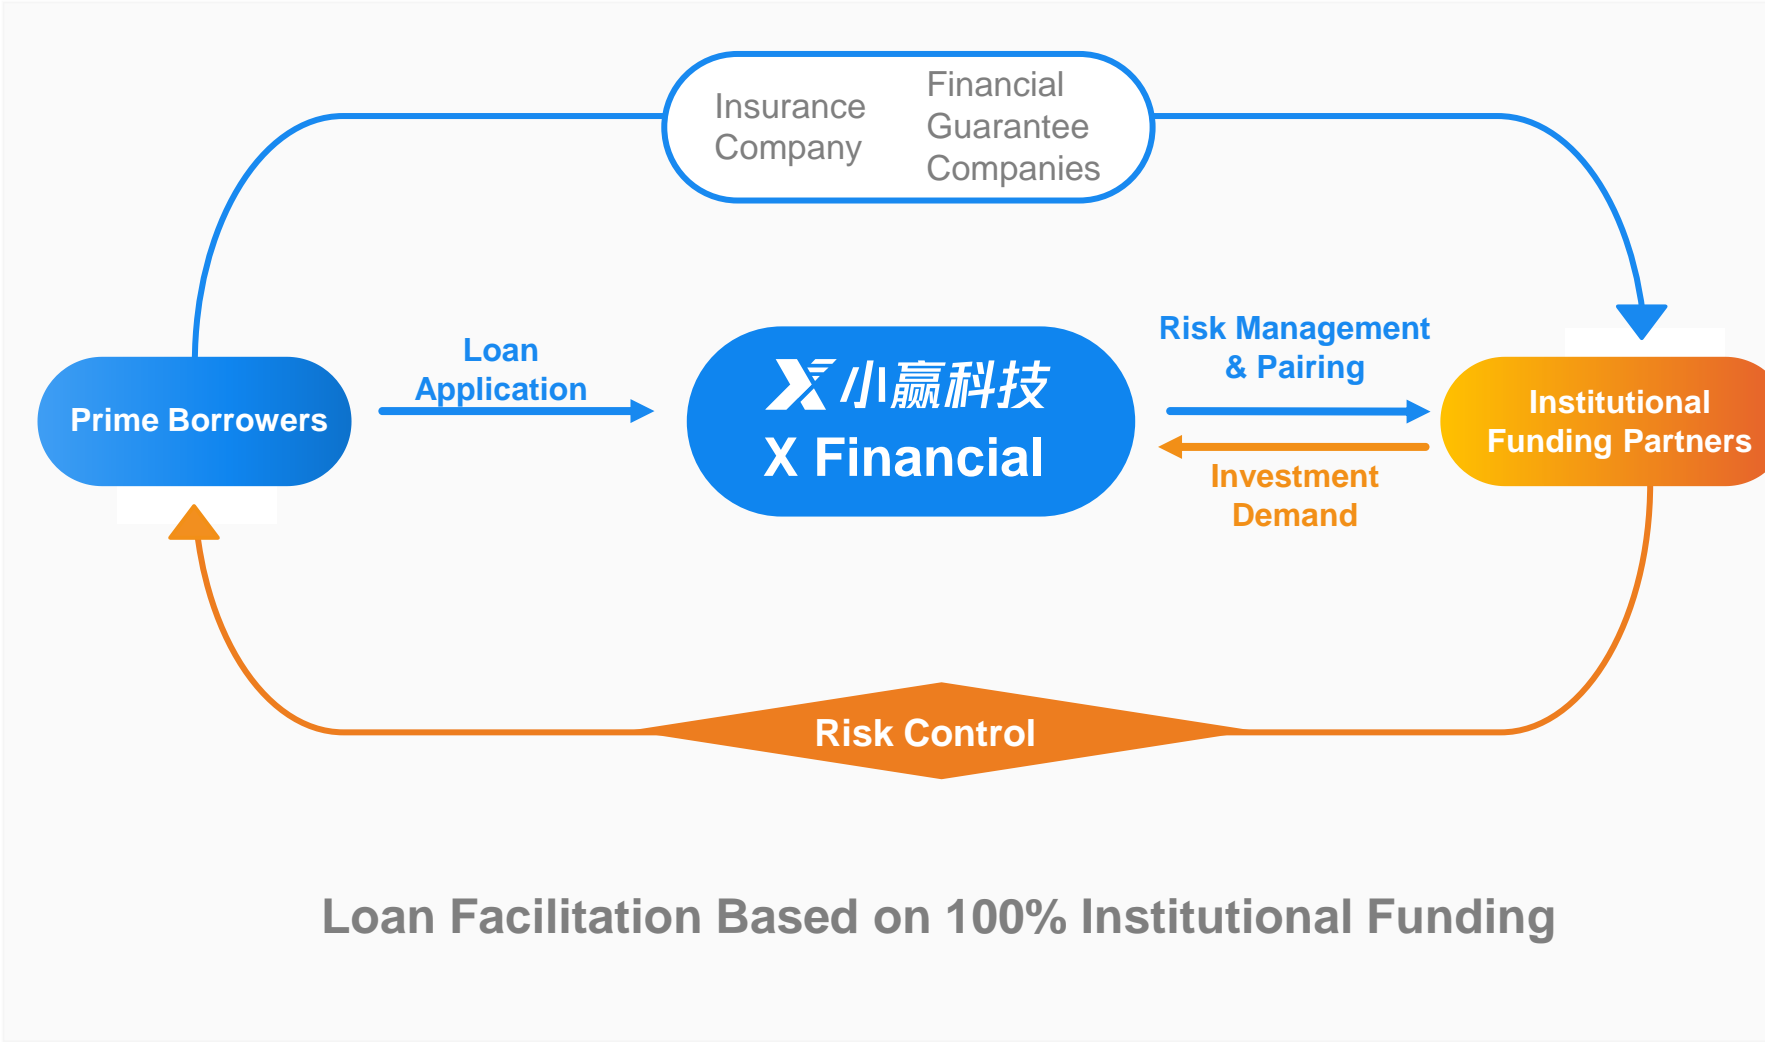 Insurance
Company
Financial
Guarantee
Companies
Loan
Application
Risk Management
& Pairing
Prime Borrowers
X小赢科技
X Financial
Institutional
Funding Partners
Investment
Demand
Risk Control
Loan Facilitation Based on 100% Institutional Funding